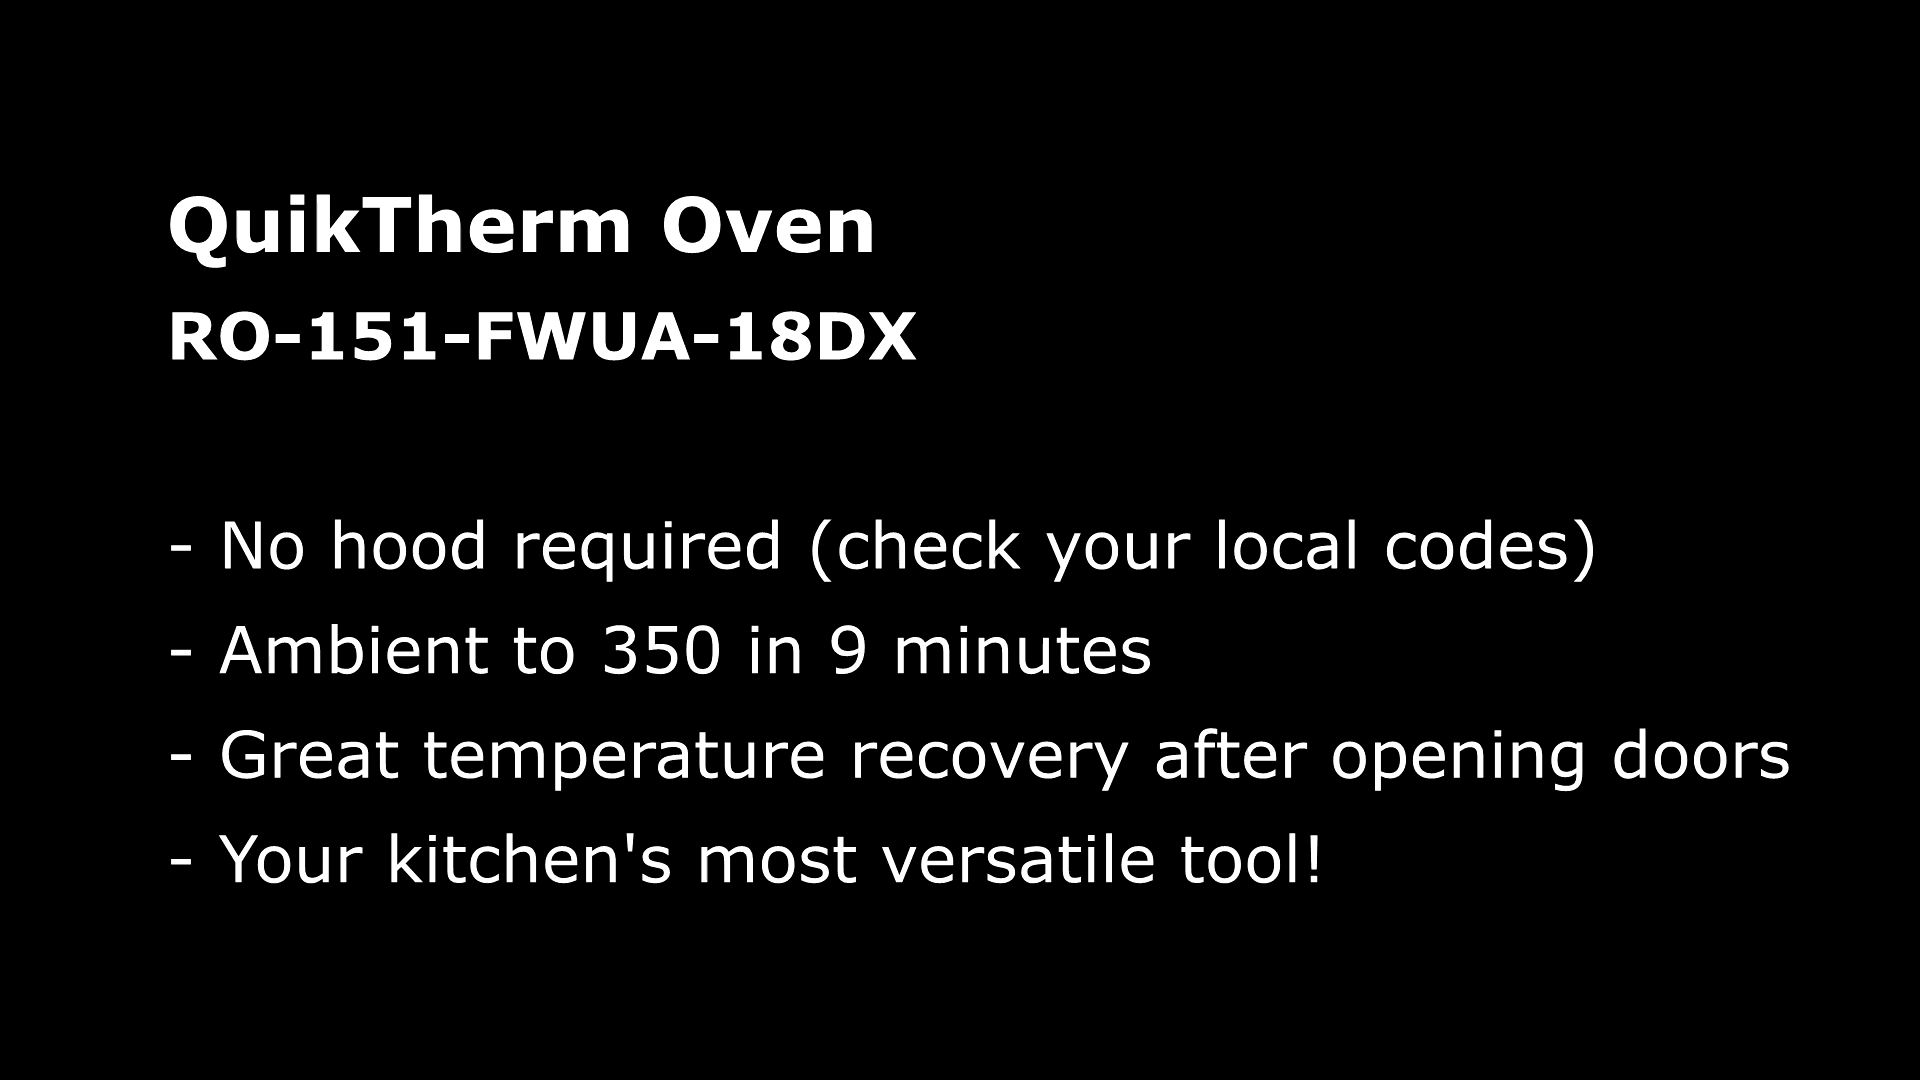 QuikTherm Oven
RO-151-FWUA-18DX
- No hood required (check your local codes)
- Ambient to 350 in 9 minutes
- Great temperature recovery after opening doors
- Your kitchen's most versatile tool!